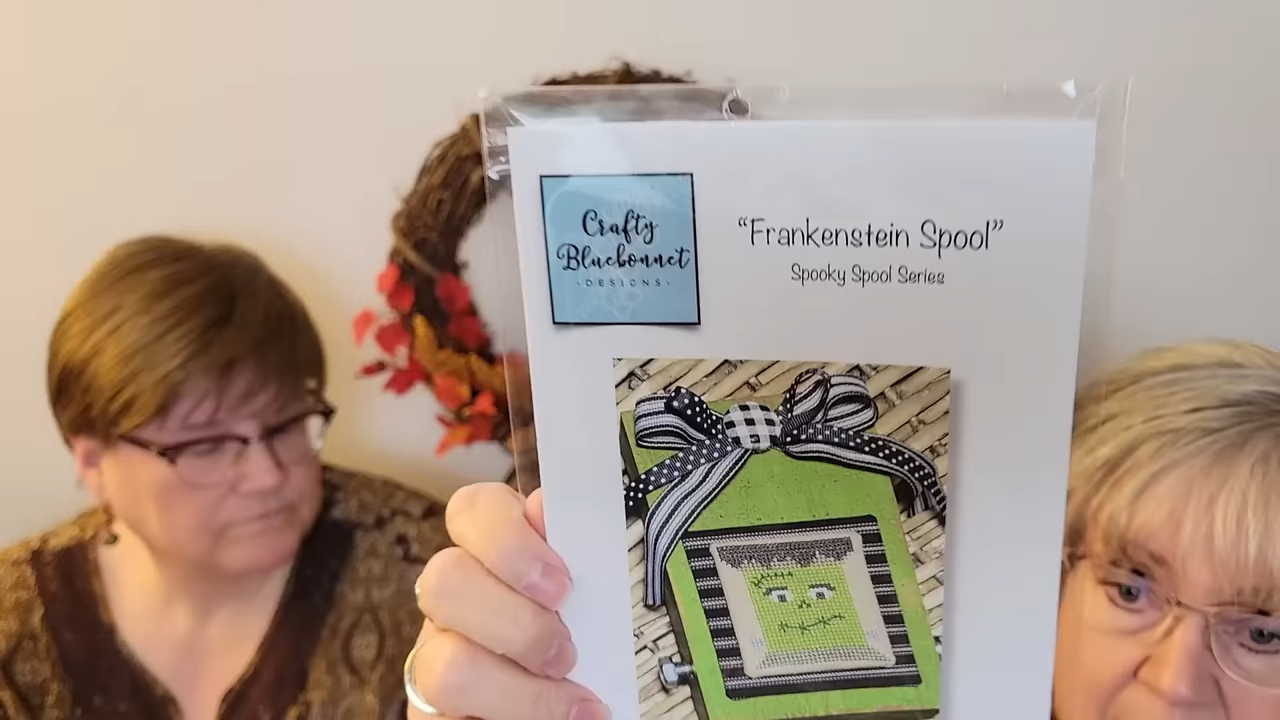 Crafty
Bluebonnet
·DESIGNS·
“Frankenstein Spool”
Spooky Spool Series